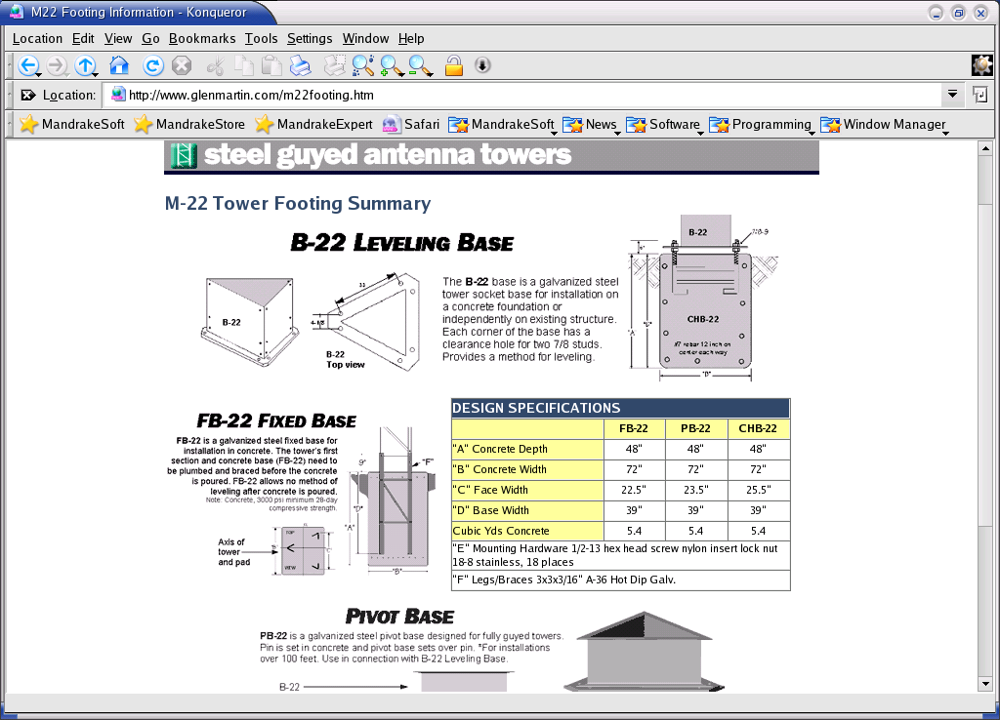 M22 Footing Information - Konqueror
Location Edit View Go Bookmarks Tools Settings Window Help
Location: http://www.glenmartin.com/m22footing.htm
MandrakeSoft MandrakeStore MandrakeExpert Safari MandrakeSoft News Software Programming Window Manager
steel guyed antenna towers
M-22 Tower Footing Summary
B-22 LEVELING BASE
B-22
33
B-22
Top view
The B-22 base is a galvanized steel
tower socket base for installation on
a concrete foundation or
independently on existing structure.
Each corner of the base has a
clearance hole for two 7/8 studs.
Provides a method for leveling.
B-22
CHB-22
#7 rebar 12 inch on
center each way
"A"
"D"
"B"
FB-22 FIXED BASE
FB-22 is a galvanized steel fixed base for
installation in concrete. The tower's first
section and concrete base (FB-22) need to
be plumbed and braced before the concrete
is poured. FB-22 allows no method of
leveling after concrete is poured.
Note: Concrete, 3000 psi minimum 28-day
compressive strength.
9"
"F"
"D"
"A"
"B"
Axis of
tower
and pad
TOP
VIEW
DESIGN SPECIFICATIONS
FB-22 PB-22 CHB-22
"A" Concrete Depth 48" 48" 48"
"B" Concrete Width 72" 72" 72"
"C" Face Width 22.5" 23.5" 25.5"
"D" Base Width 39" 39" 39"
Cubic Yds Concrete 5.4 5.4 5.4
"E" Mounting Hardware 1/2-13 hex head screw nylon insert lock nut
18-8 stainless, 18 places
"F" Legs/Braces 3x3x3/16" A-36 Hot Dip Galv.
PIVOT BASE
PB-22 is a galvanized steel pivot base designed for fully guyed towers.
Pin is set in concrete and pivot base sets over pin. *For installations
over 100 feet. Use in connection with B-22 Leveling Base.
B-22